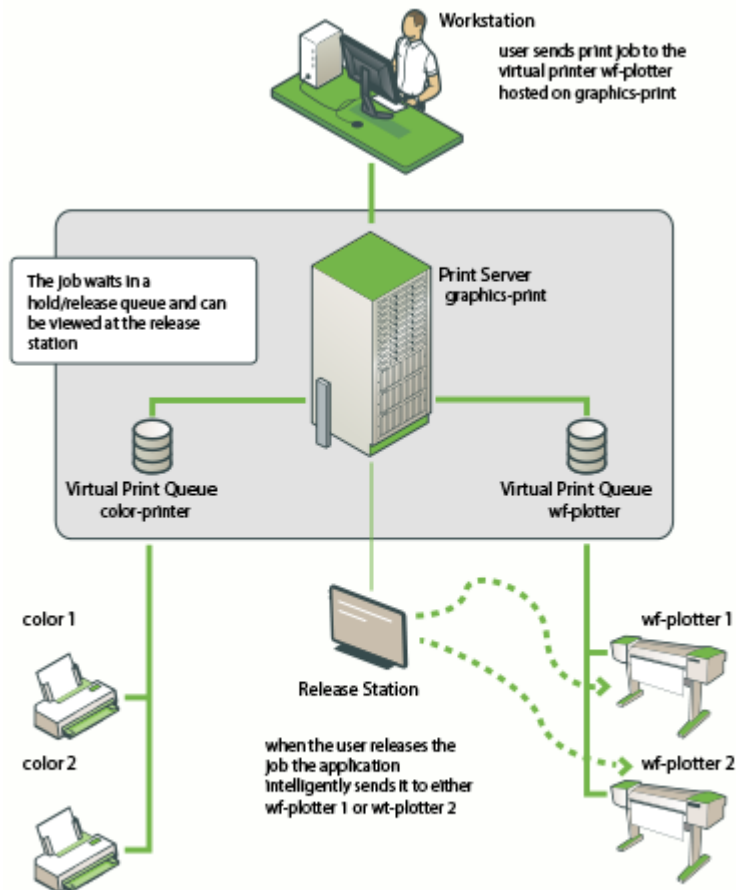 Workstation
user sends print job to the
virtual printer wf-plotter
hosted on graphics-print
The job waits in a
hold/release queue and can
be viewed at the release
station
Print Server
graphics-print
Virtual Print Queue
color-printer
Virtual Print Queue
wf-plotter
color 1
wf-plotter 1
Release Station
color 2
when the user releases the
job the application
intelligently sends it to either
wf-plotter 1 or wt-plotter 2
wf-plotter 2